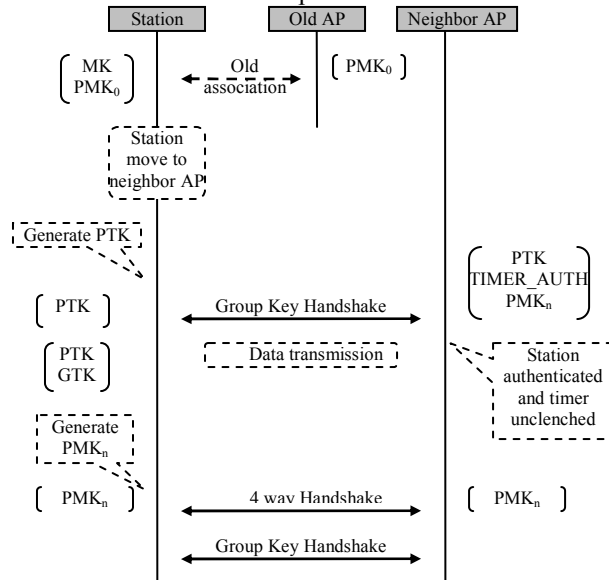 Station
Old AP
Neighbor AP
MK
PMK0
Old
association
PMK0
Station
move to
neighbor AP
Generate PTK
PTK
TIMER_AUTH
PMKn
PTK
Group Key Handshake
PTK
GTK
Data transmission
Station
authenticated
and timer
unclenched
Generate
PMKn
PMKn
4 way Handshake
PMKn
Group Key Handshake